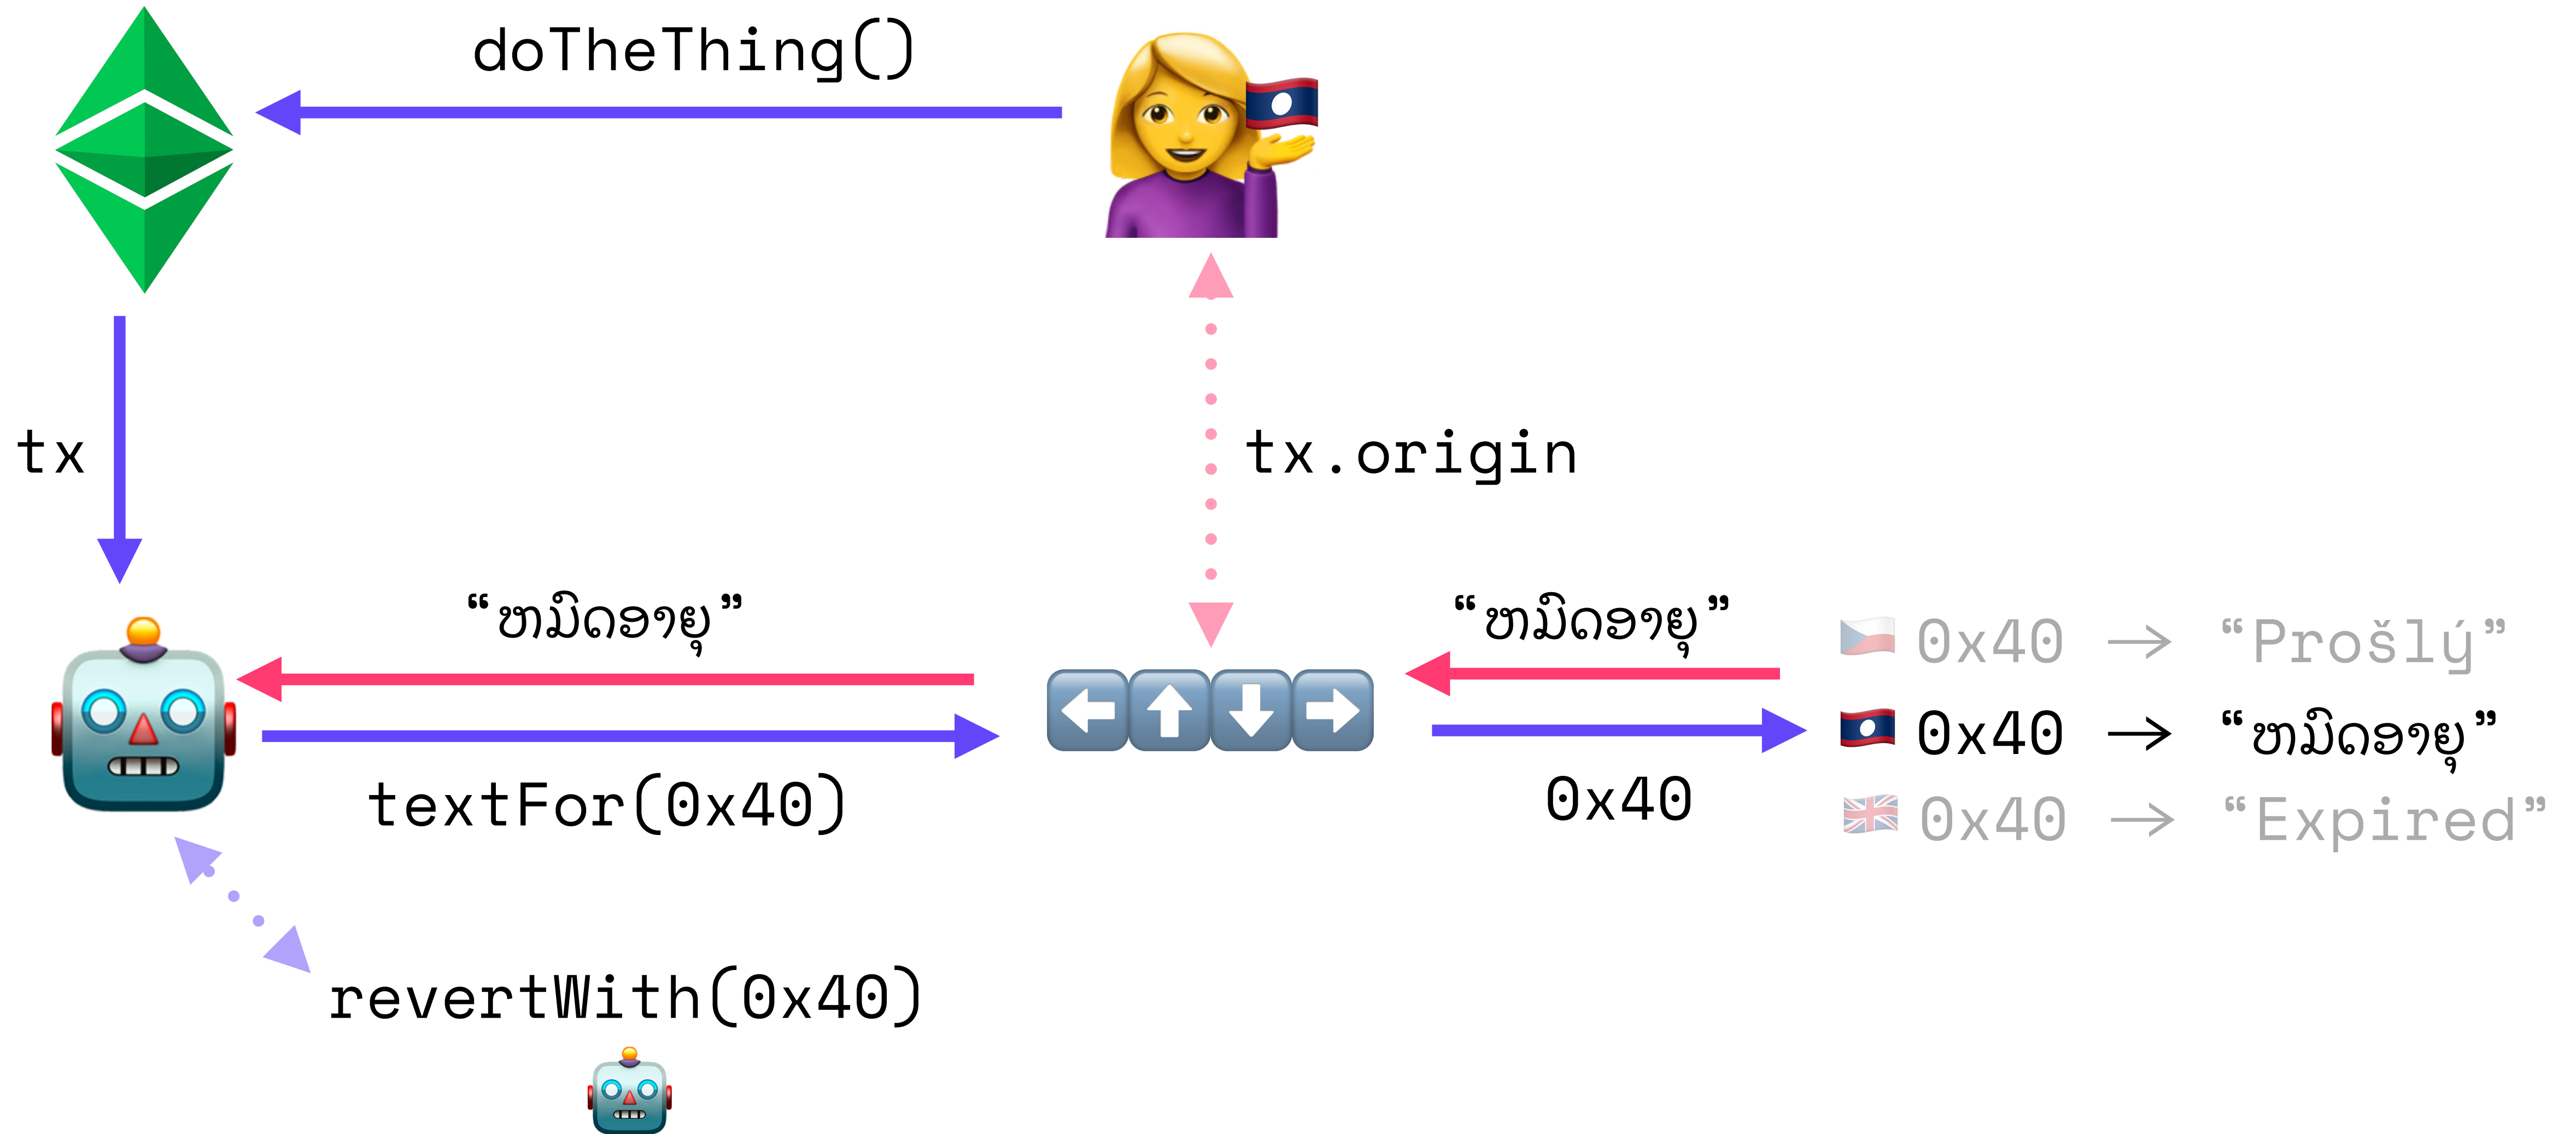 doTheThing()
tx
tx.origin
“ຫມົດອາຍຸ”
“ຫມົດອາຍຸ”
textFor(0x40)
0x40
0x40 → “Prošlý”
0x40 → “ຫມົດອາຍຸ”
0x40 → “Expired”
revertWith(0x40)